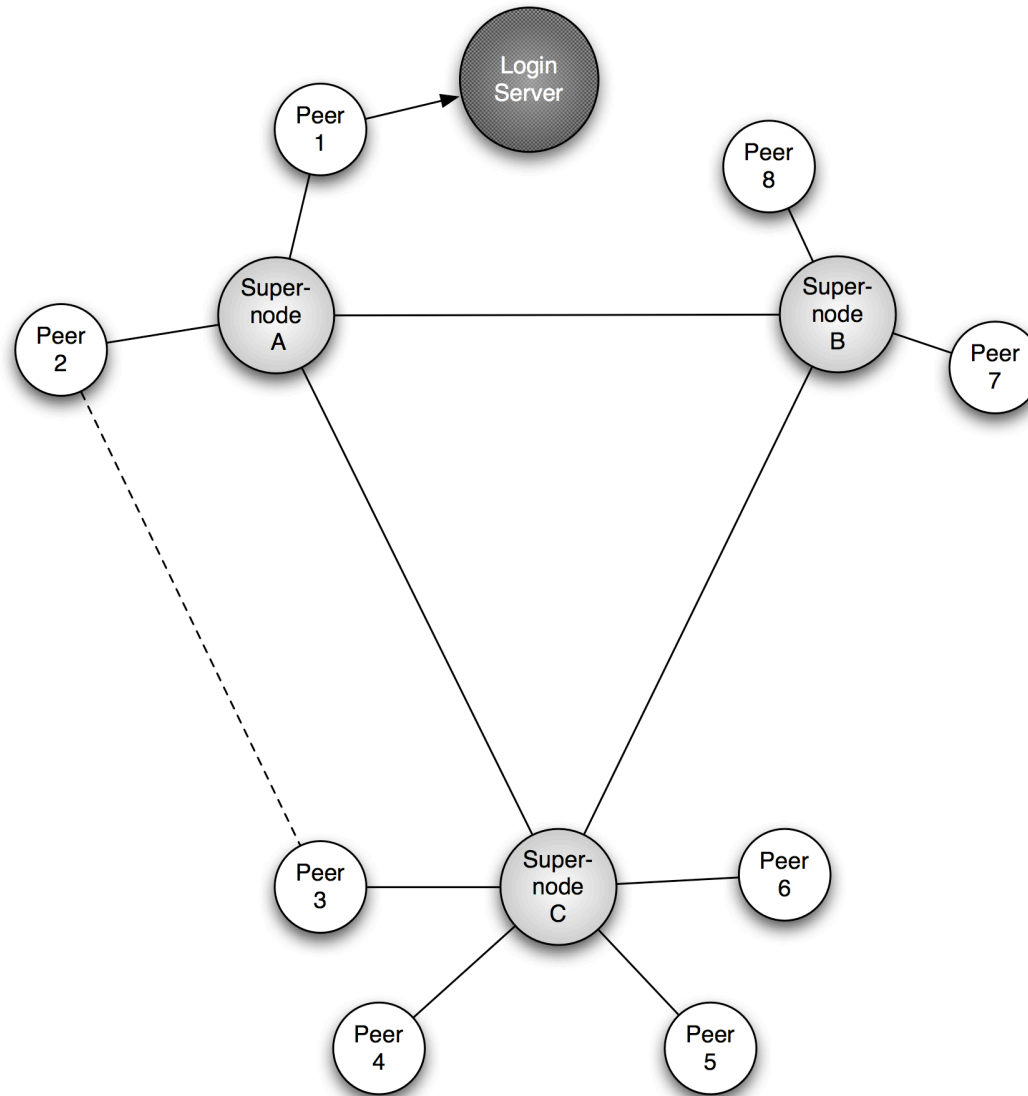 Login
Server
Peer
1
Peer
8
Super-
node
A
Super-
node
B
Peer
2
Peer
7
Super-
node
C
Peer
3
Peer
6
Peer
4
Peer
5